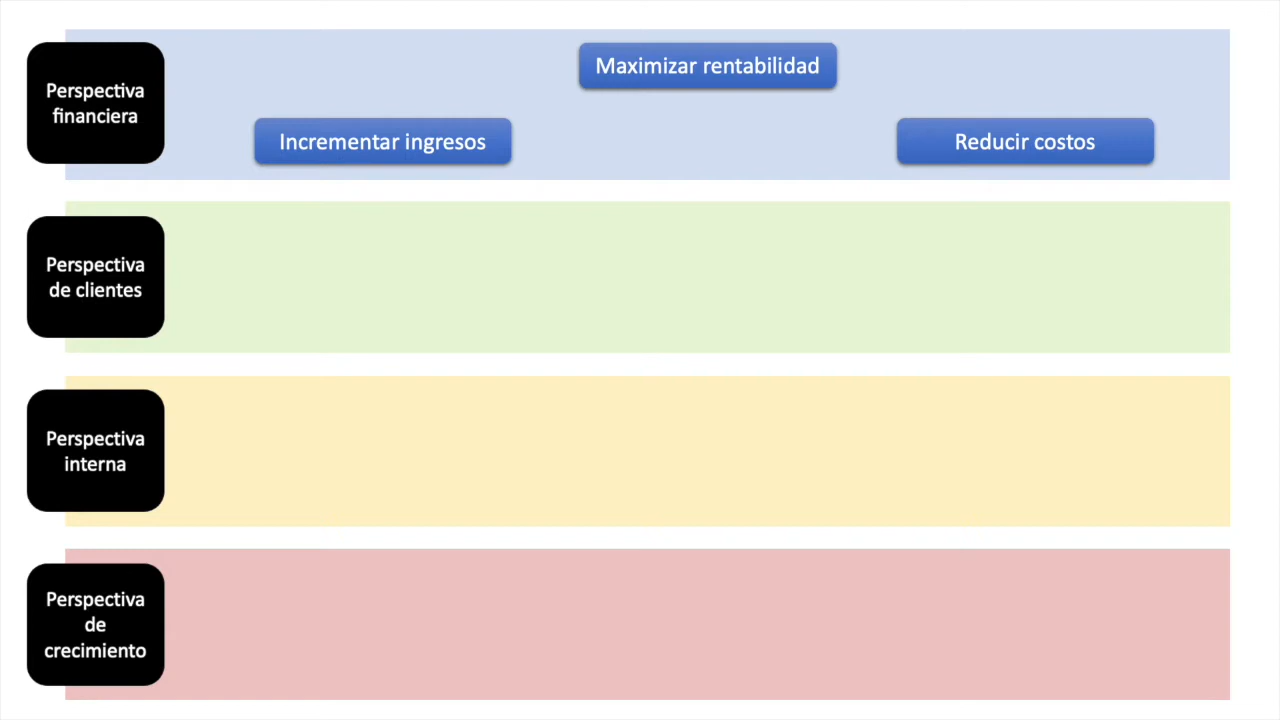 Perspectiva
financiera
Maximizar rentabilidad
Incrementar ingresos
Reducir costos
Perspectiva
de clientes
Perspectiva
interna
Perspectiva
de
crecimiento